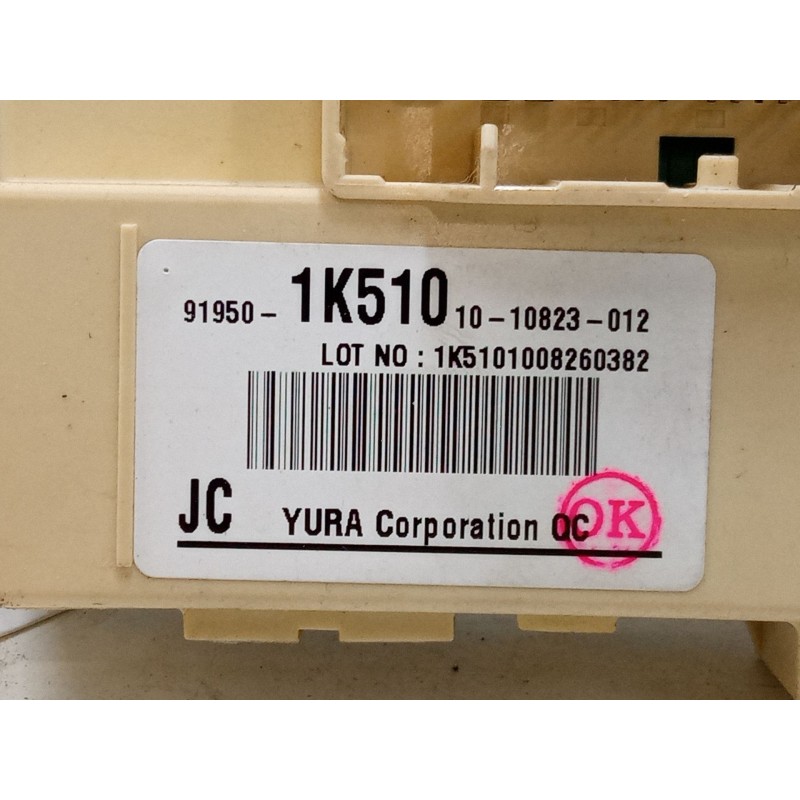 91950- 1K510 10-10823-012
LOT NO : 1K5101008260382
JC YURA Corporation QC OK